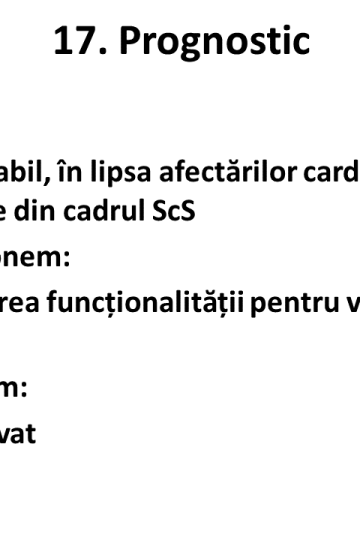 17. Prognostic
abil, în lipsa afectărilor card
e din cadrul ScS
onem:
rea funcționalității pentru v
m:
vat